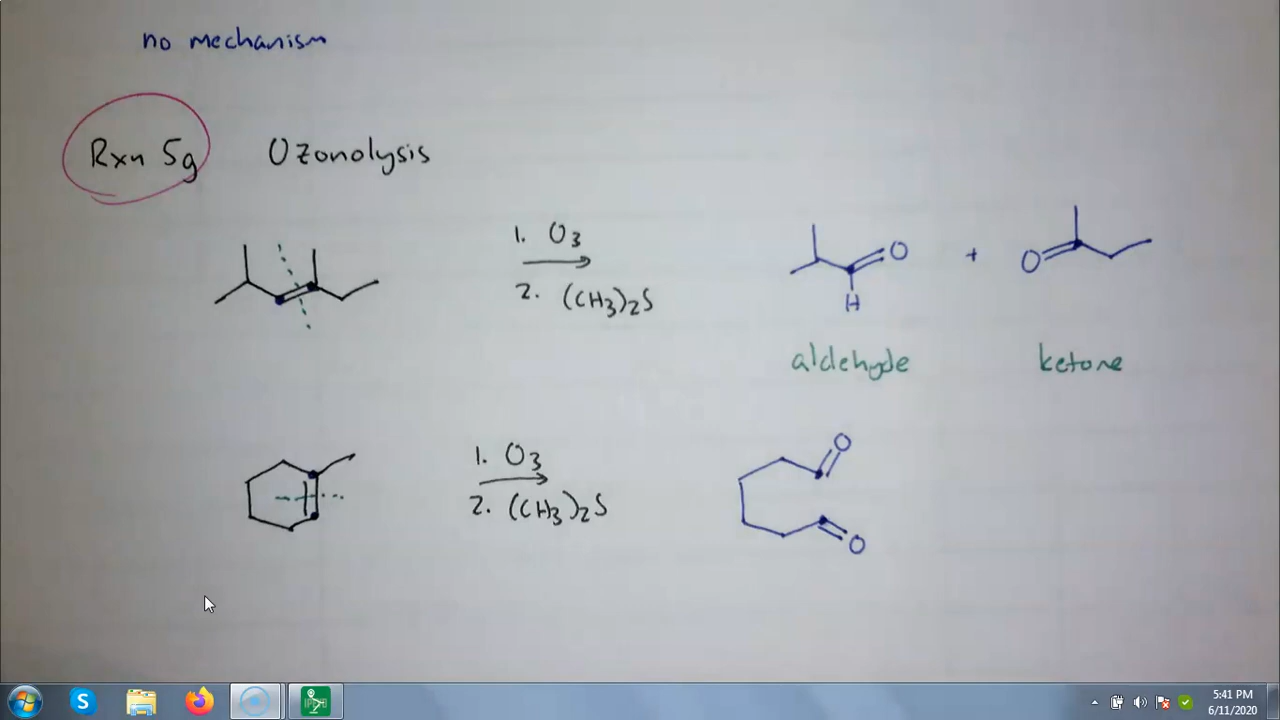 no mechanism
Rxn 5g Ozonolysis
1. O3
2. (CH3)2S
O
H
+
O
aldehyde ketone
1. O3
2. (CH3)2S
O
O
5:41 PM
6/11/2020